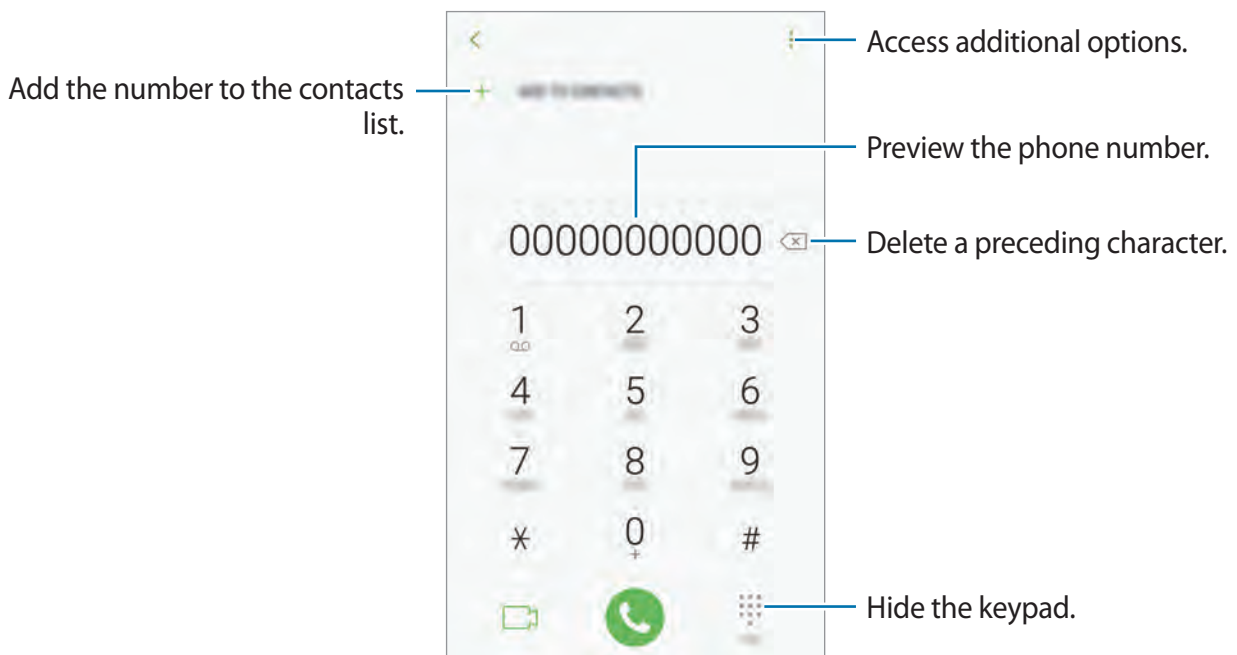 Access additional options.
Add the number to the contacts
list.
Preview the phone number.
00000000000
Delete a preceding character.
1 2 3
4 5 6
7 8 9
* 0 #
+
Hide the keypad.